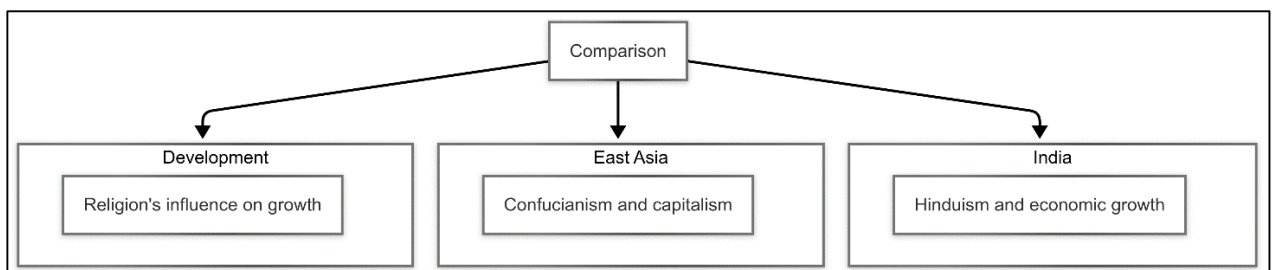 Comparison
Development
Religion's influence on growth
East Asia
Confucianism and capitalism
India
Hinduism and economic growth